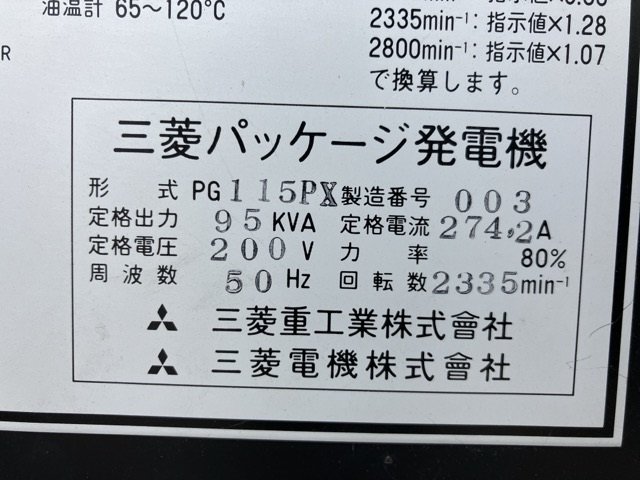 油温計 65~120°C
2335min⁻¹: 指示値×1.28
R
2800min⁻¹: 指示値×1.07
で換算します。
三菱パッケージ発電機
形 式 PG115PX 製造番号 003
定格出力 95 KVA 定格電流 274.2A
定格電圧 200 V 力 率 80%
周波数 50 Hz 回転数 2335min⁻¹
三菱重工業株式會社
三菱電機株式會社